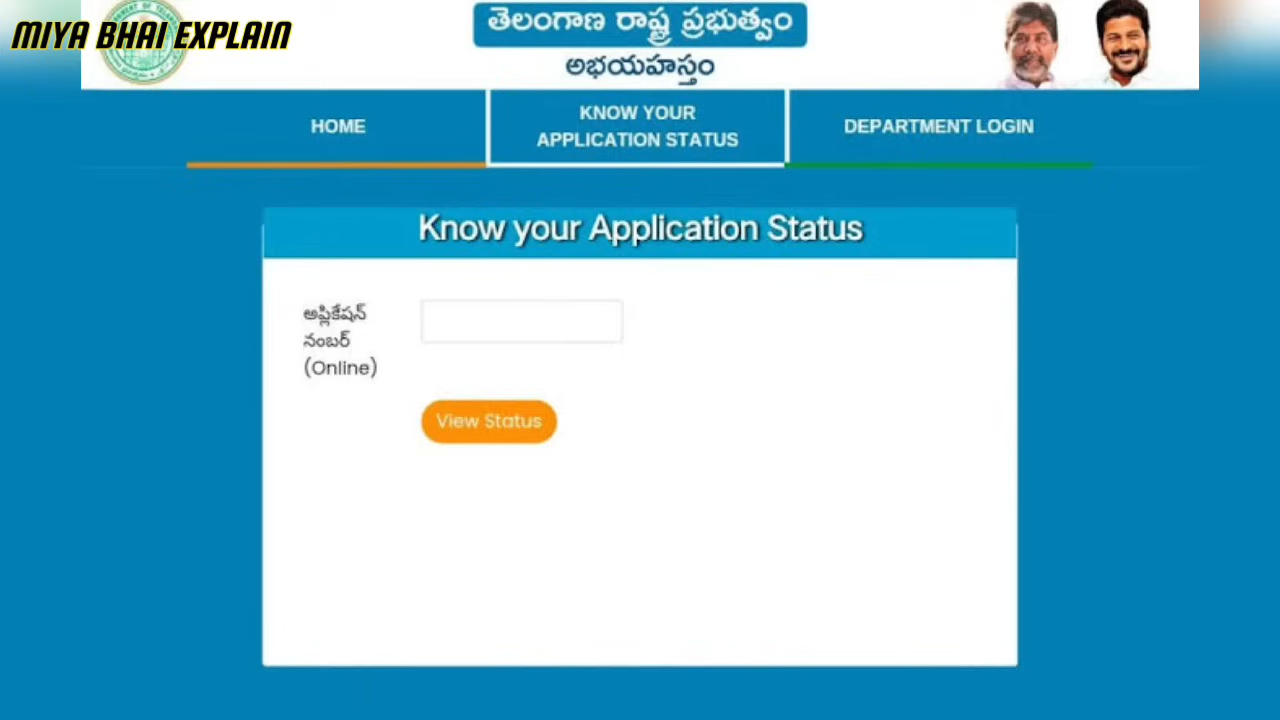 MIYA BHAI EXPLAIN
తెలంగాణ రాష్ట్ర ప్రభుత్వం
అభయహస్తం
HOME
KNOW YOUR
APPLICATION STATUS
DEPARTMENT LOGIN
Know your Application Status
అప్లికేషన్
నంబర్
(Online)
View Status